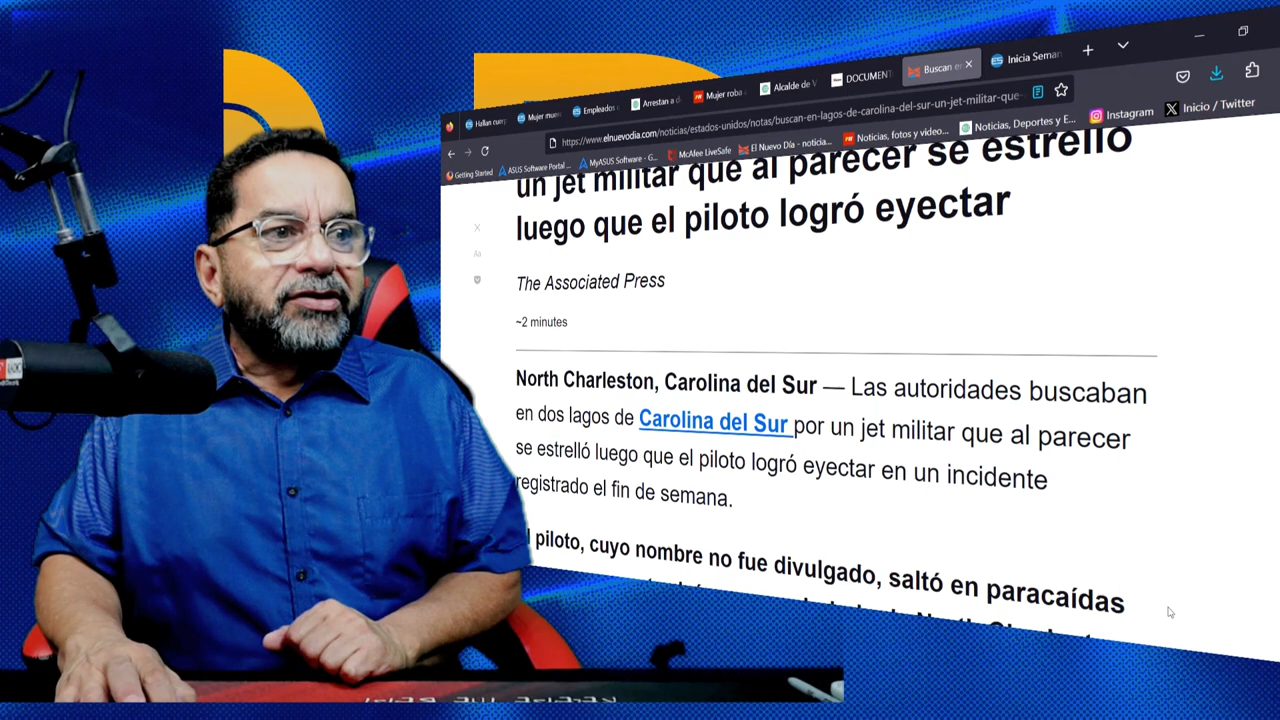 Hallan cuerp
Mujer mue
Empleados
Arrestan a d
Mujer roba
Alcalde de V
DOCUMENT
Buscan en
Inicia Seman
https://www.elnuevodia.com/noticias/estados-unidos/notas/buscan-en-lagos-de-carolina-del-sur-un-jet-militar-que-
Getting Started
ASUS Software Portal ...
MyASUS Software - G...
McAfee LiveSafe
El Nuevo Día - noticia...
Noticias, fotos y video...
Noticias, Deportes y E...
Instagram
Inicio / Twitter
un jet militar que al parecer se estrelló
luego que el piloto logró eyectar
Aa
The Associated Press
~2 minutes
North Charleston, Carolina del Sur — Las autoridades buscaban
en dos lagos de Carolina del Sur por un jet militar que al parecer
se estrelló luego que el piloto logró eyectar en un incidente
registrado el fin de semana.
l piloto, cuyo nombre no fue divulgado, saltó en paracaídas